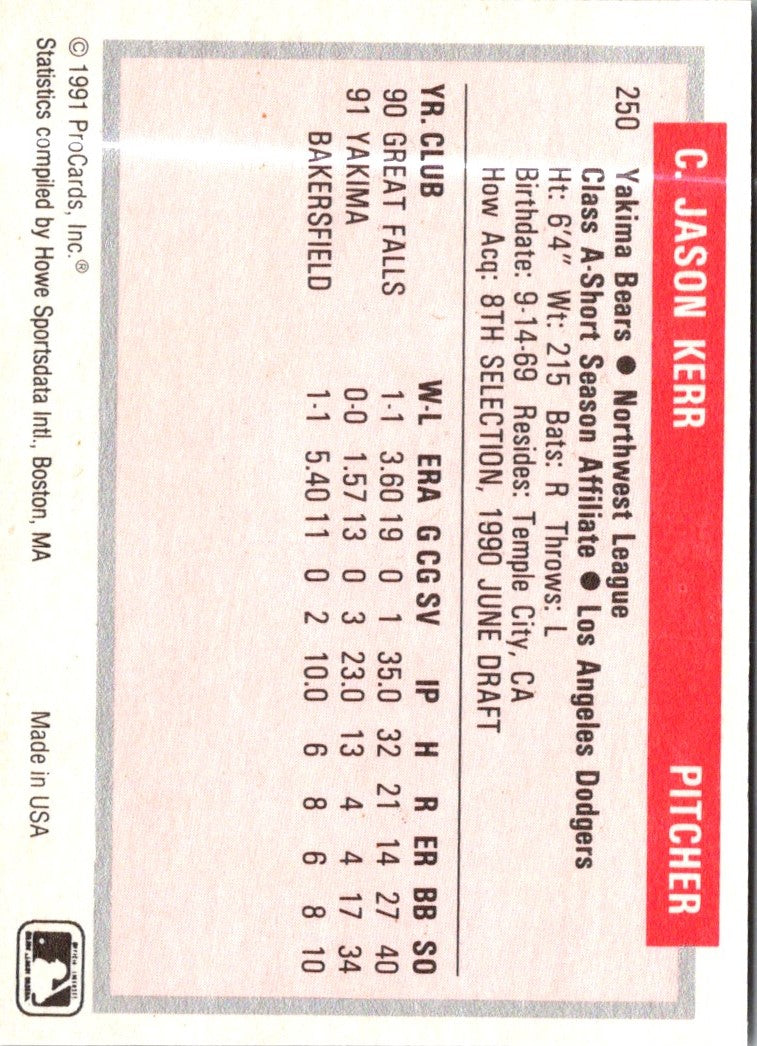 C. JASON KERR PITCHER
250 Yakima Bears ● Northwest League
Class A-Short Season Affiliate ● Los Angeles Dodgers
Ht: 6'4" Wt: 215 Bats: R Throws: L
Birthdate: 9-14-69 Resides: Temple City, CA
How Acq: 8TH SELECTION, 1990 JUNE DRAFT
YR. CLUB W-L ERA G CG SV IP H R ER BB SO
90 GREAT FALLS 1-1 3.60 19 0 1 35.0 32 21 14 27 40
91 YAKIMA 0-0 1.57 13 0 3 23.0 13 4 4 17 34
BAKERSFIELD 1-1 5.40 11 0 2 10.0 6 8 6 8 10
© 1991 ProCards, Inc.®
Statistics compiled by Howe Sportsdata Intl., Boston, MA Made in USA